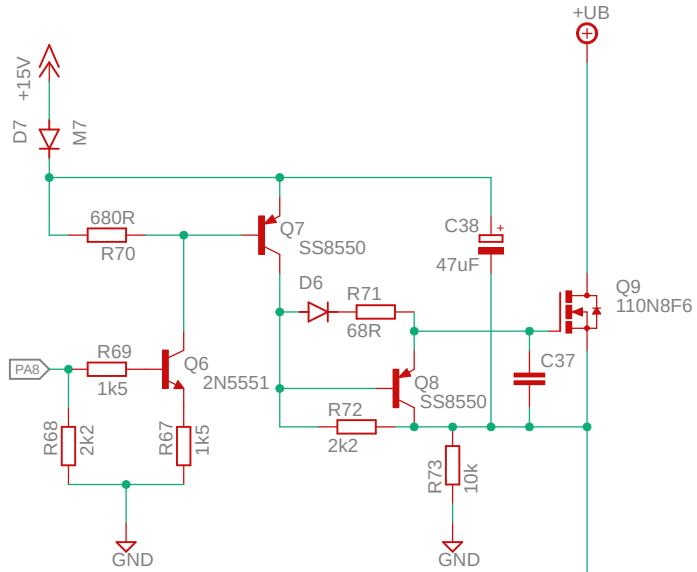 +UB
+15V
D7
M7
680R
R70
Q7
SS8550
C38
+
47uF
D6
R71
68R
Q9
110N8F6
PA8
R69
1k5
Q6
2N5551
Q8
SS8550
C37
R68
2k2
R67
1k5
R72
2k2
R73
10k
GND
GND